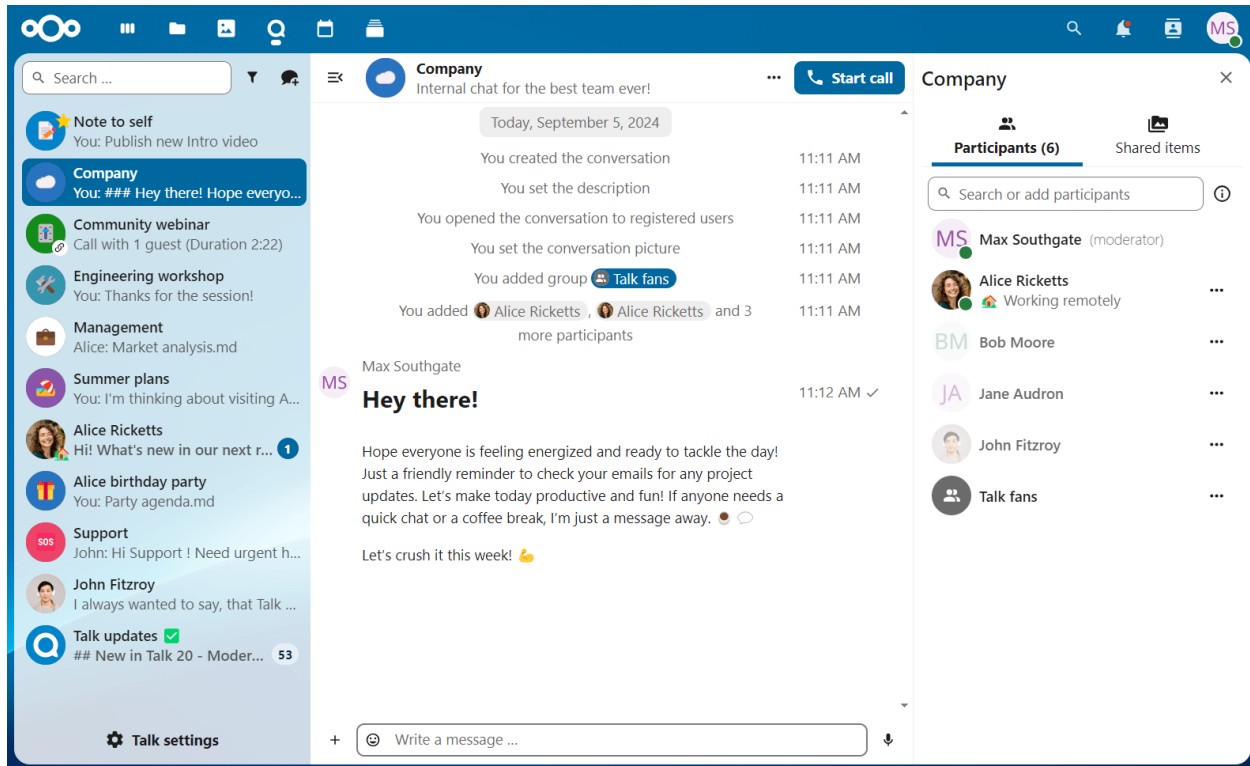 MS
Search ...
Note to self
You: Publish new Intro video
Company
You: ### Hey there! Hope everyo...
Community webinar
Call with 1 guest (Duration 2:22)
Engineering workshop
You: Thanks for the session!
Management
Alice: Market analysis.md
Summer plans
You: I'm thinking about visiting A...
Alice Ricketts
Hi! What's new in our next r... 1
Alice birthday party
You: Party agenda.md
SOS
Support
John: Hi Support ! Need urgent h...
John Fitzroy
I always wanted to say, that Talk ...
Talk updates ✅
## New in Talk 20 - Moder... 53
Talk settings
Company
Internal chat for the best team ever!
Start call
Today, September 5, 2024
You created the conversation 11:11 AM
You set the description 11:11 AM
You opened the conversation to registered users 11:11 AM
You set the conversation picture 11:11 AM
You added group Talk fans 11:11 AM
You added Alice Ricketts , Alice Ricketts and 3 11:11 AM
more participants
Max Southgate
MS
Hey there! 11:12 AM
Hope everyone is feeling energized and ready to tackle the day!
Just a friendly reminder to check your emails for any project
updates. Let's make today productive and fun! If anyone needs a
quick chat or a coffee break, I'm just a message away. ☕ 💬
Let's crush it this week! 💪
Write a message ...
Company
Participants (6)
Shared items
Search or add participants
MS Max Southgate (moderator)
Alice Ricketts
🏡 Working remotely
BM Bob Moore
JA Jane Audron
John Fitzroy
Talk fans